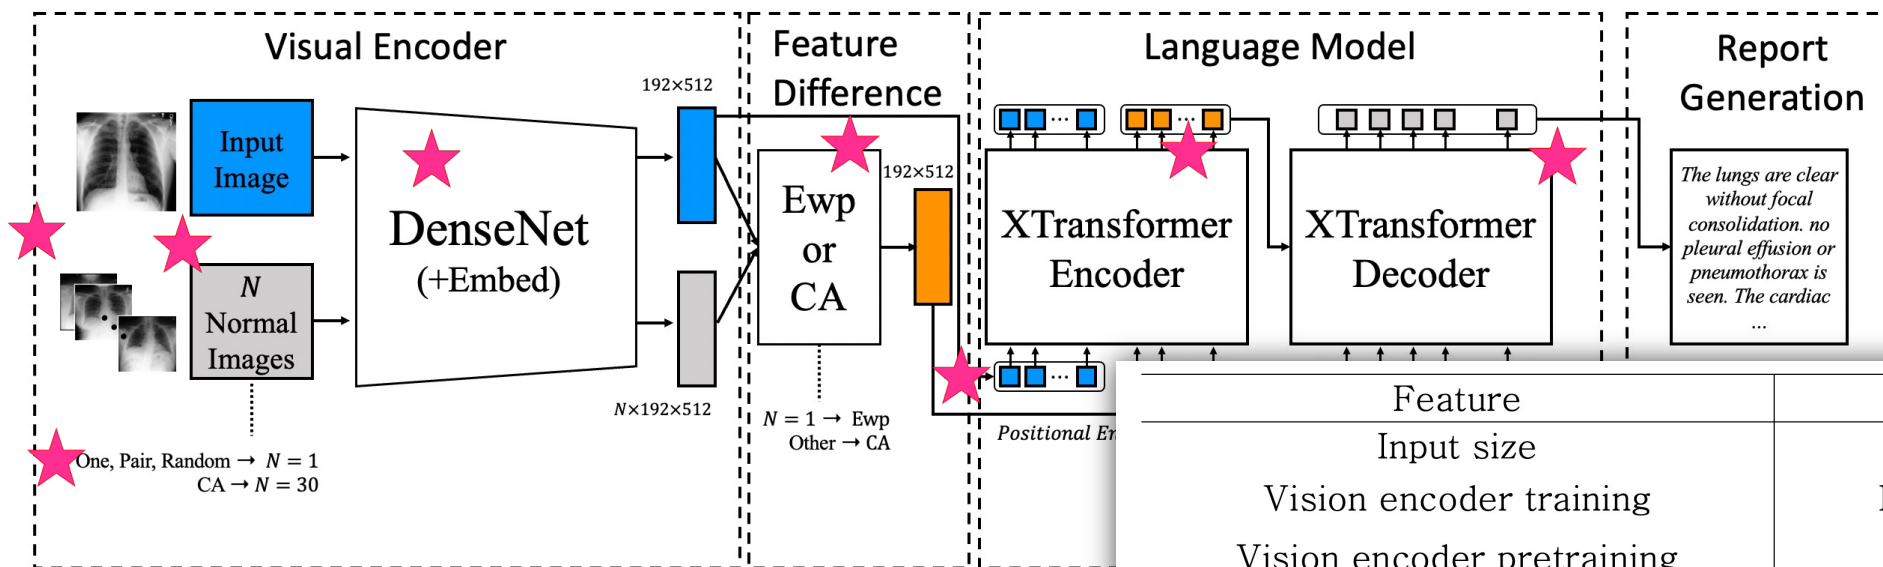 Visual Encoder
Feature
Difference
Language Model
Report
Generation
192×512
Input
Image
DenseNet
(+Embed)
N
Normal
Images
N×192×512
One, Pair, Random → N = 1
CA → N = 30
Ewp
or
CA
192×512
N = 1 → Ewp
Other → CA
XTransformer
Encoder
XTransformer
Decoder
Positional
The lungs are clear
without focal
consolidation. no
pleural effusion or
pneumothorax is
seen. The cardiac
...
Feature
Input size
Vision encoder training
Vision encoder pretraining